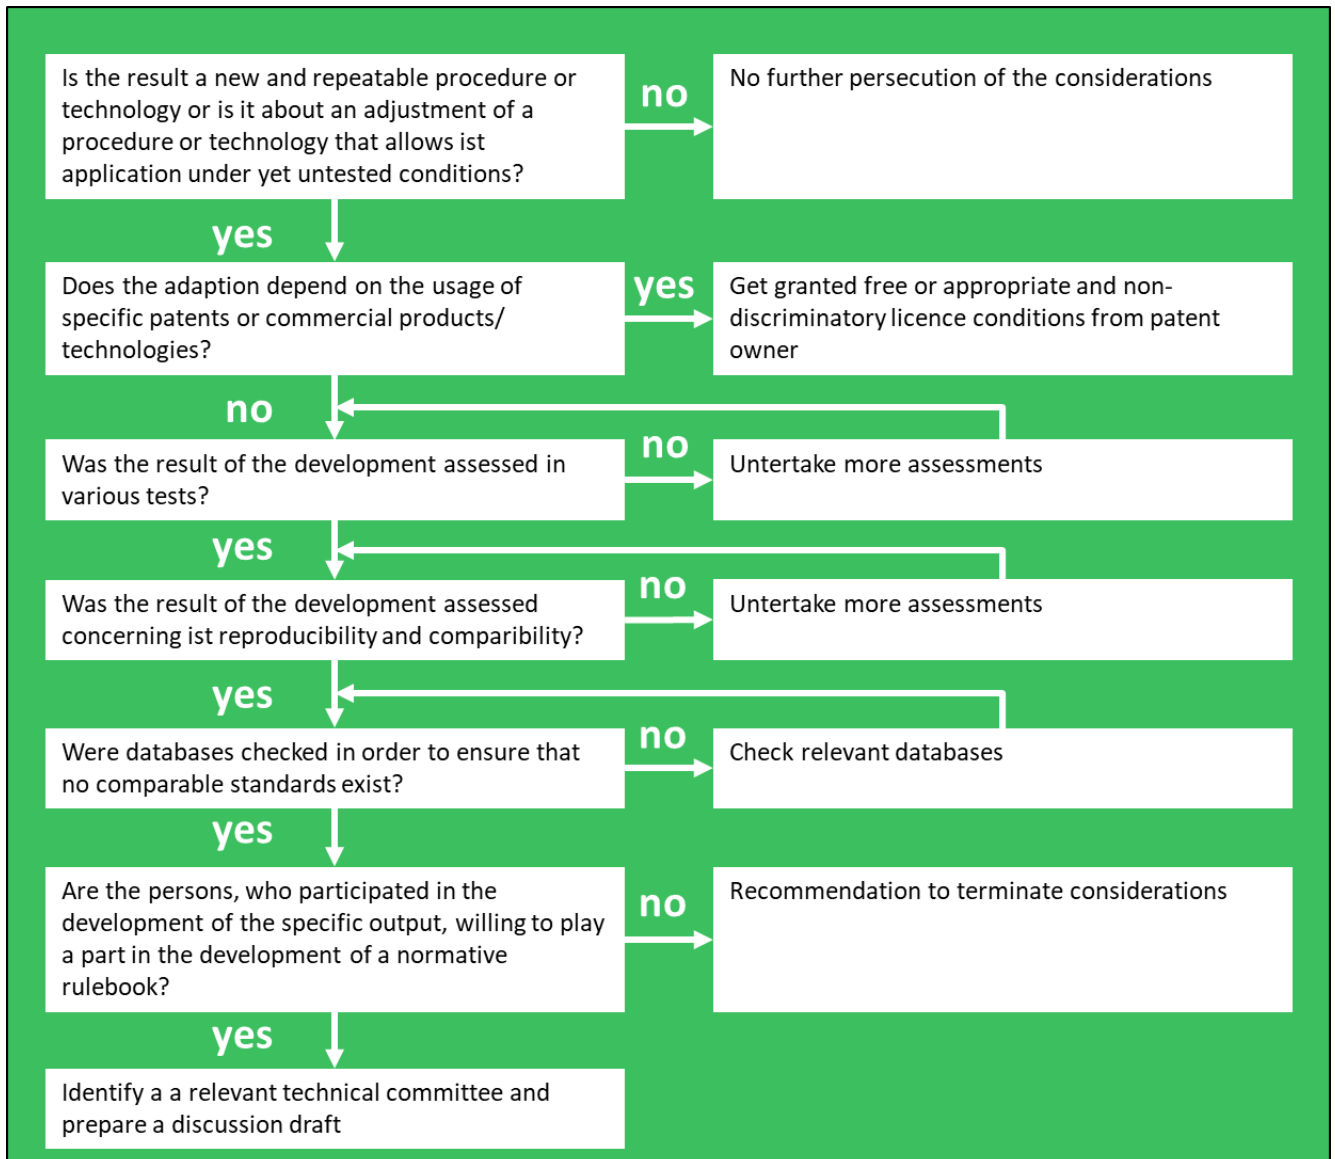 Is the result a new and repeatable procedure or
technology or is it about an adjustment of a
procedure or technology that allows ist
application under yet untested conditions?
no
No further persecution of the considerations
yes
Does the adaption depend on the usage of
specific patents or commercial products/
technologies?
yes
Get granted free or appropriate and non-
discriminatory licence conditions from patent
owner
no
Was the result of the development assessed in
various tests?
no
Untertake more assessments
yes
Was the result of the development assessed
concerning ist reproducibility and comparibility?
no
Untertake more assessments
yes
Were databases checked in order to ensure that
no comparable standards exist?
no
Check relevant databases
yes
Are the persons, who participated in the
development of the specific output, willing to play
a part in the development of a normative
rulebook?
no
Recommendation to terminate considerations
yes
Identify a a relevant technical committee and
prepare a discussion draft